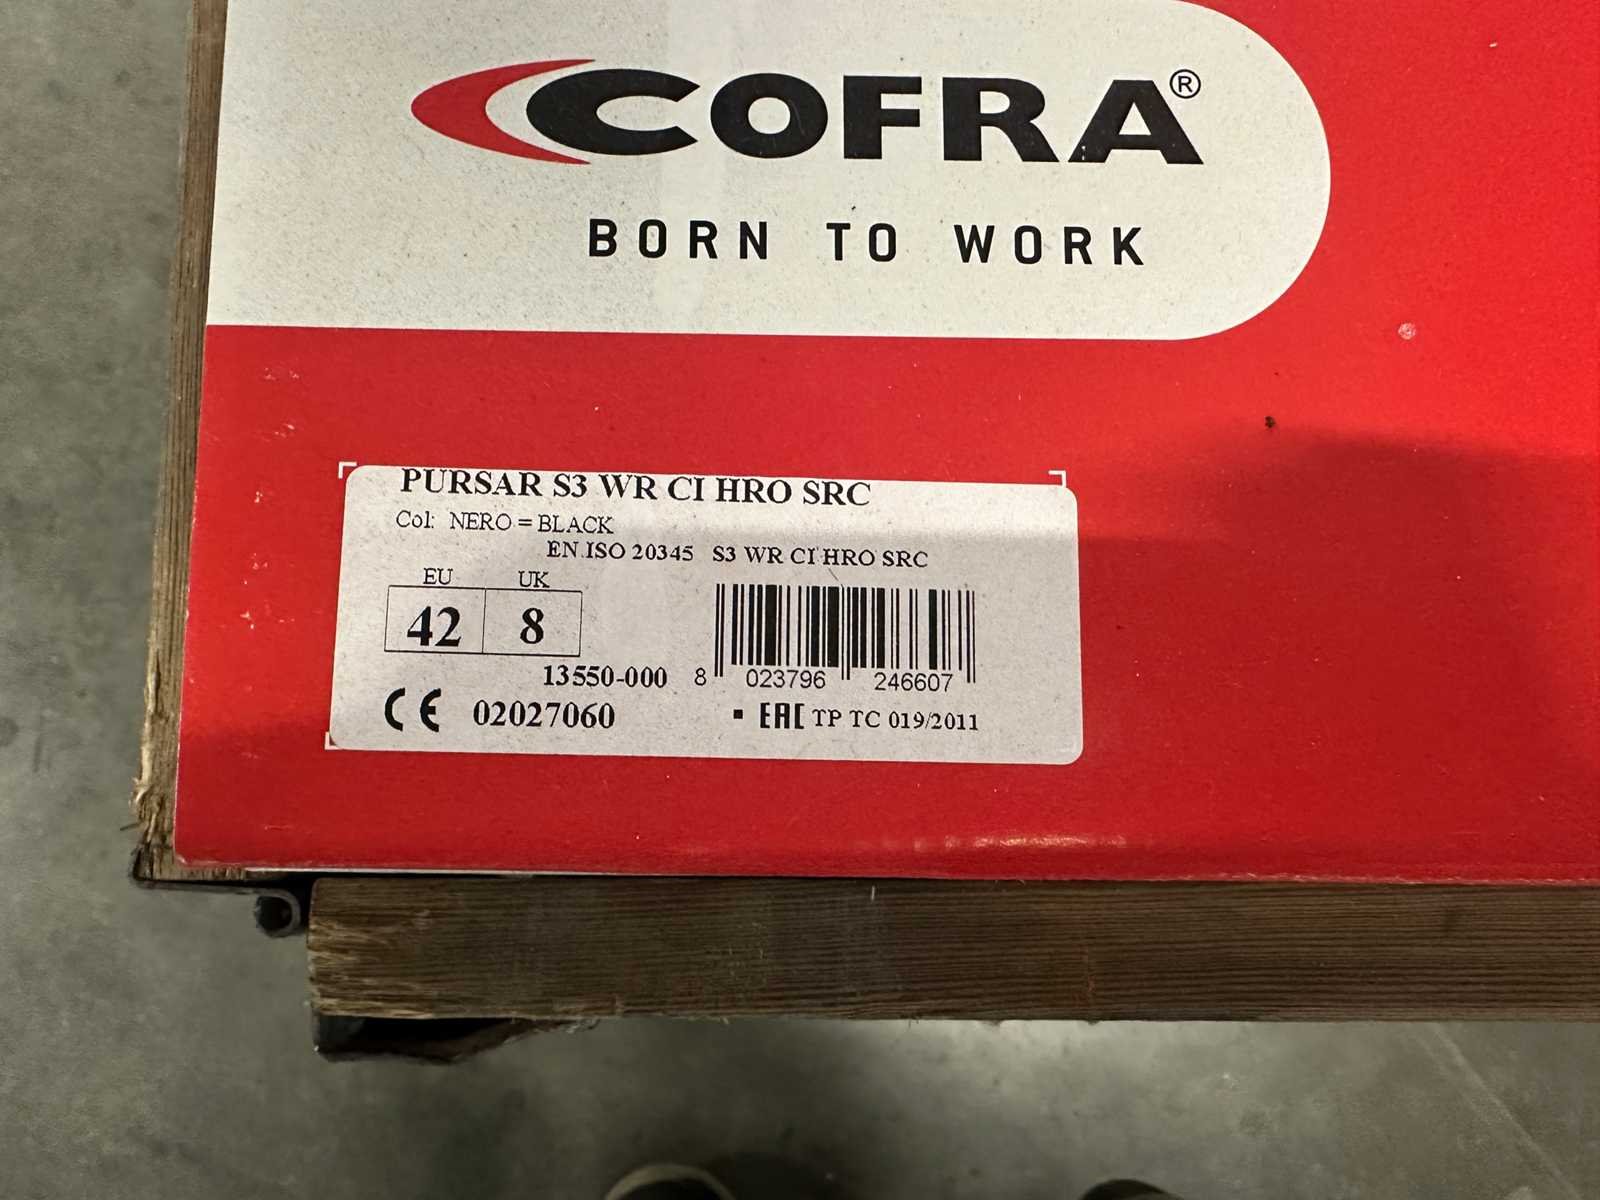 COFRA®
BORN TO WORK
PURSAR S3 WR CI HRO SRC
Col: NERO = BLACK
EN.ISO 20345 S3 WR CI HRO SRC
EU UK
42 8
13550-000 8 023796 246607
CE 02027060 ▪ EAC TP TC 019/2011